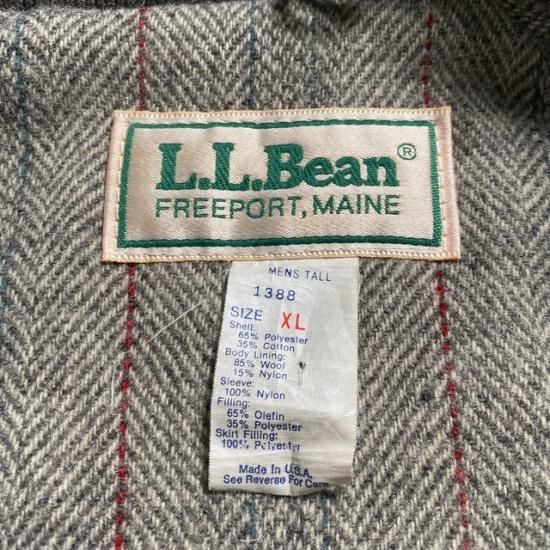 L.L.Bean®
FREEPORT, MAINE
MENS TALL
1388
SIZE XL
Shell:
65% Polyester
35% Cotton
Body Lining:
85% Wool
15% Nylon
Sleeve:
100% Nylon
Filling:
65% Olefin
35% Polyester
Skirt Filling:
100% Polyester
Made In U.S.A.
See Reverse For Care